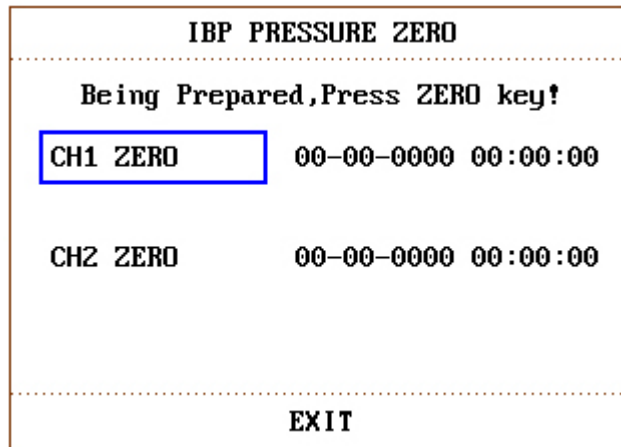 IBP PRESSURE ZERO
Being Prepared,Press ZERO key!
CH1 ZERO 00-00-0000 00:00:00
CH2 ZERO 00-00-0000 00:00:00
EXIT